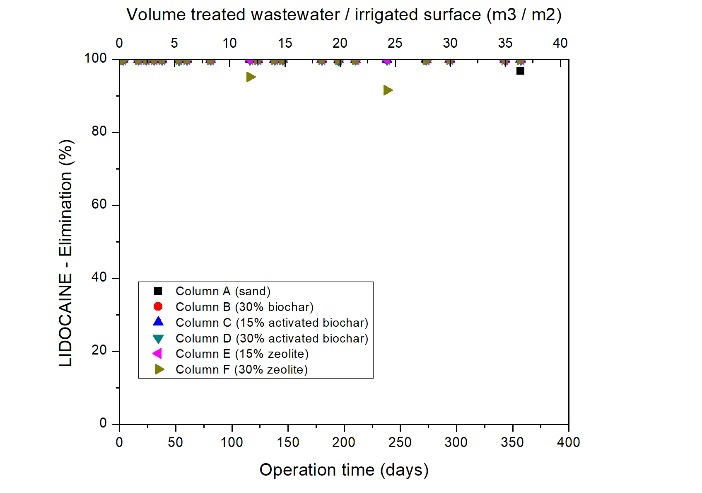 Volume treated wastewater / irrigated surface (m3 / m2)
0 5 10 15 20 25 30 35 40
LIDOCAINE - Elimination (%)
100
80
60
40
20
0
Column A (sand)
Column B (30% biochar)
Column C (15% activated biochar)
Column D (30% activated biochar)
Column E (15% zeolite)
Column F (30% zeolite)
0 50 100 150 200 250 300 350 400
Operation time (days)